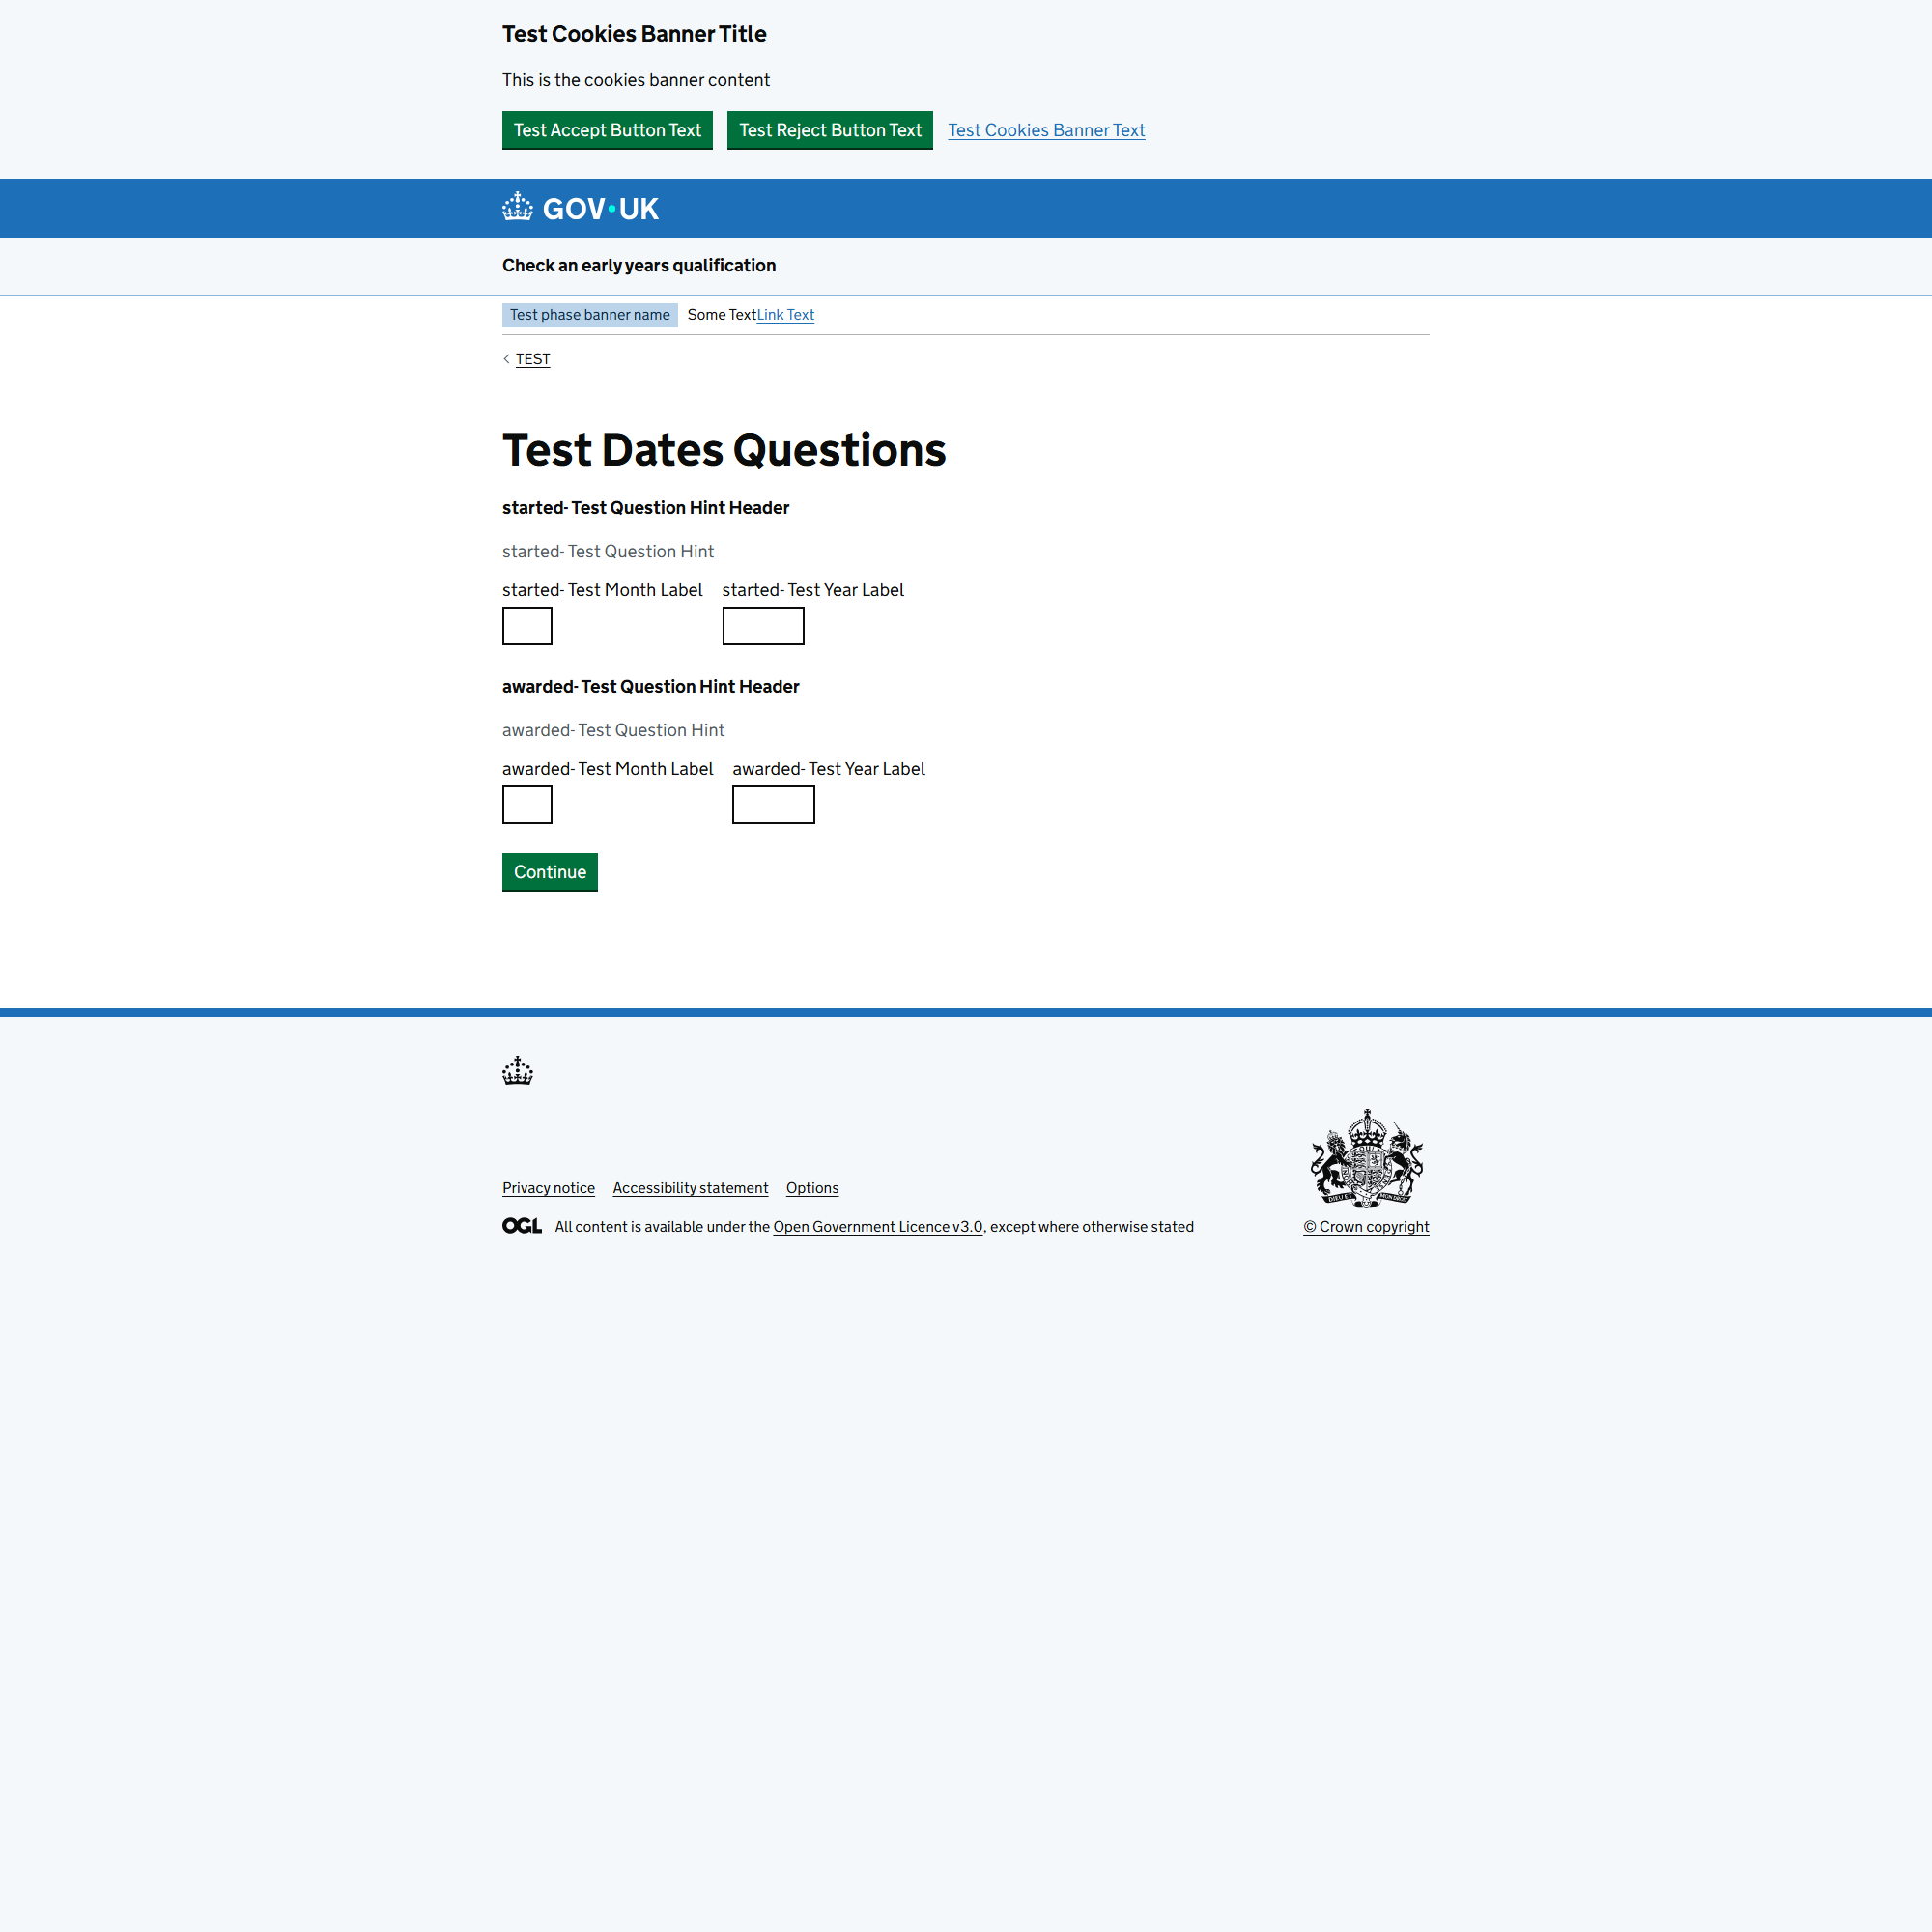 Test Cookies Banner Title
This is the cookies banner content
Test Accept Button Text Test Reject Button Text Test Cookies Banner Text
GOV·UK
Check an early years qualification
Test phase banner name Some TextLink Text
TEST
Test Dates Questions
started- Test Question Hint Header
started- Test Question Hint
started- Test Month Label started- Test Year Label
awarded- Test Question Hint Header
awarded- Test Question Hint
awarded- Test Month Label awarded- Test Year Label
Continue
Privacy notice Accessibility statement Options
OGL All content is available under the Open Government Licence v3.0, except where otherwise stated
© Crown copyright